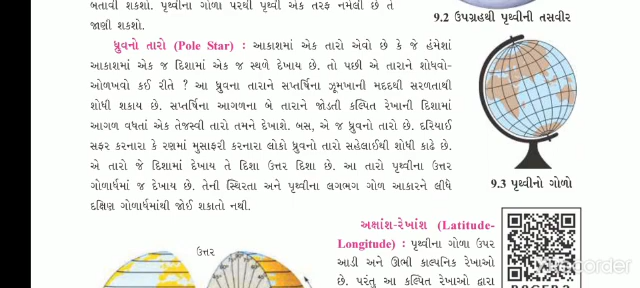 બતાવી શકશો. પૃથ્વીના ગોળા પરથી પૃથ્વી એક તરફ નમેલી છે તે
જાણી શકશો.
9.2 ઉપગ્રહથી પૃથ્વીની તસવીર
ધ્રુવનો તારો (Pole Star) : આકાશમાં એક તારો એવો છે કે જે હંમેશાં
આકાશમાં એક જ દિશામાં એક જ સ્થળે દેખાય છે. તો પછી એ તારાને શોધવો-
ઓળખવો કઈ રીતે ? આ ધ્રુવના તારાને સપ્તર્ષિના ઝૂમખાની મદદથી સરળતાથી
શોધી શકાય છે. સપ્તર્ષિના આગળના બે તારાને જોડતી કલ્પિત રેખાની દિશામાં
આગળ વધતાં એક તેજસ્વી તારો તમને દેખાશે. બસ, એ જ ધ્રુવનો તારો છે. દરિયાઈ
સફર કરનારા કે રણમાં મુસાફરી કરનારા લોકો ધ્રુવનો તારો સહેલાઈથી શોધી કાઢે છે.
એ તારો જે દિશામાં દેખાય તે દિશા ઉત્તર દિશા છે. આ તારો પૃથ્વીના ઉત્તર
ગોળાર્ધમાં જ દેખાય છે. તેની સ્થિરતા અને પૃથ્વીના લગભગ ગોળ આકારને લીધે
દક્ષિણ ગોળાર્ધમાંથી જોઈ શકાતો નથી.
9.3 પૃથ્વીનો ગોળો
અક્ષાંશ-રેખાંશ (Latitude-
Longitude) : પૃથ્વીના ગોળા ઉપર
આડી અને ઊભી કાલ્પનિક રેખાઓ
છે. પરંતુ આ કલ્પિત રેખાઓ દ્વારા
ઉત્તર